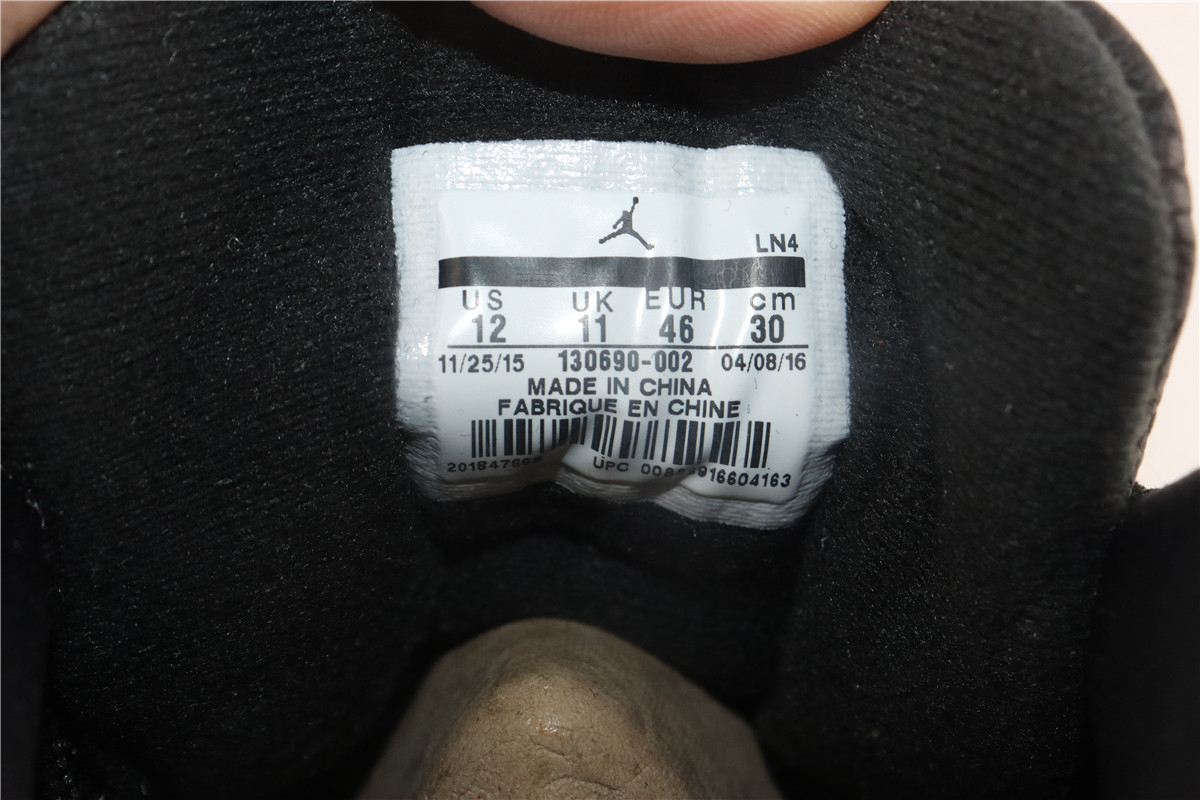 LN4
US UK EUR cm
12 11 46 30
11/25/15 130690-002 04/08/16
MADE IN CHINA
FABRIQUE EN CHINE
UPC